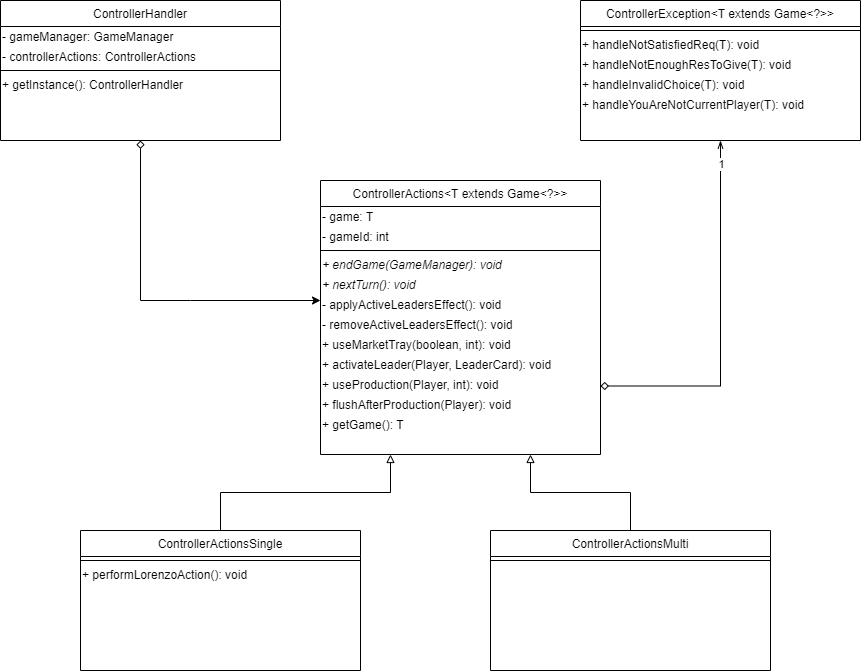 ControllerHandler
- gameManager: GameManager
- controllerActions: ControllerActions
+ getInstance(): ControllerHandler
ControllerException<T extends Game<?>>
+ handleNotSatisfiedReq(T): void
+ handleNotEnoughResToGive(T): void
+ handleInvalidChoice(T): void
+ handleYouAreNotCurrentPlayer(T): void
1
ControllerActions<T extends Game<?>>
- game: T
- gameId: int
+ endGame(GameManager): void
+ nextTurn(): void
- applyActiveLeadersEffect(): void
- removeActiveLeadersEffect(): void
+ useMarketTray(boolean, int): void
+ activateLeader(Player, LeaderCard): void
+ useProduction(Player, int): void
+ flushAfterProduction(Player): void
+ getGame(): T
ControllerActionsSingle
+ performLorenzoAction(): void
ControllerActionsMulti